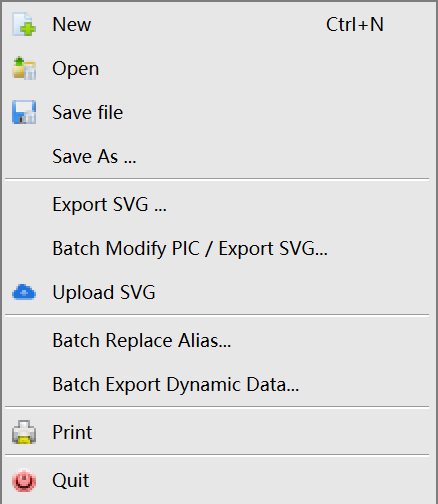 New Ctrl+N
Open
Save file
Save As ...
Export SVG ...
Batch Modify PIC / Export SVG...
Upload SVG
Batch Replace Alias...
Batch Export Dynamic Data...
Print
Quit